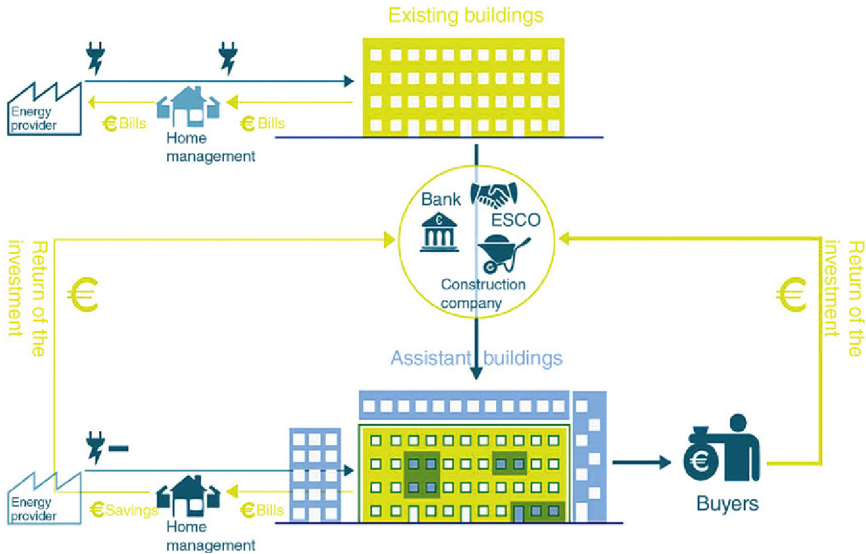 Existing buildings
Energy
provider
€Bills
Home
management
€Bills
Bank
ESCO
Construction
company
Return of the
investment
€
Return of the
investment
€
Assistant buildings
Energy
provider
€Savings
Home
management
€Bills
€
Buyers